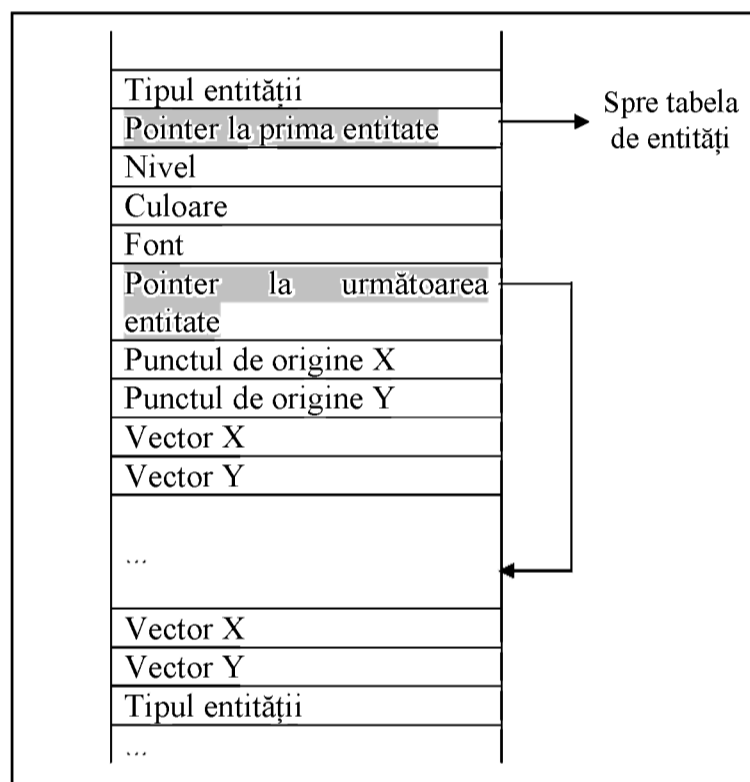 Tipul entității
Pointer la prima entitate
Spre tabela
de entități
Nivel
Culoare
Font
Pointer la următoarea
entitate
Punctul de origine X
Punctul de origine Y
Vector X
Vector Y
...
Vector X
Vector Y
Tipul entității
...